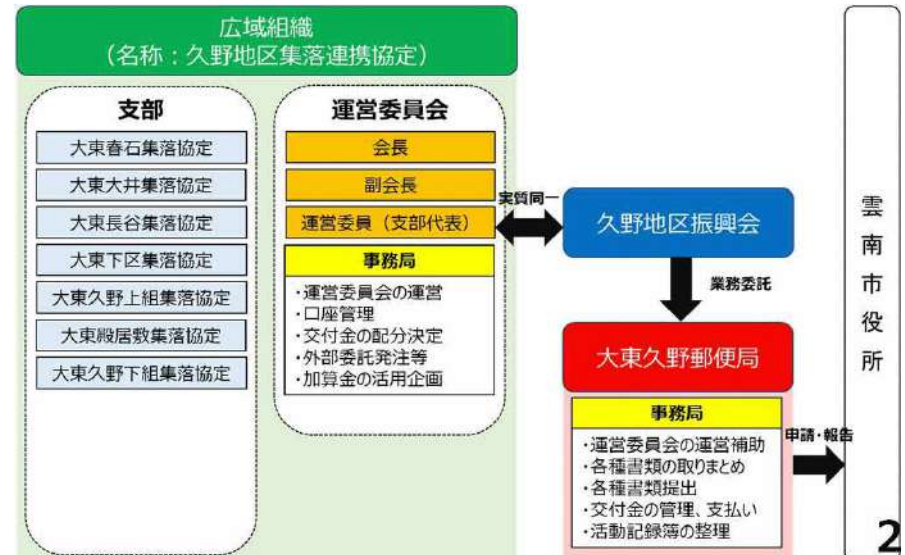 広域組織
（名称：久野地区集落連携協定）
支部
大東春石集落協定
大東大井集落協定
大東長谷集落協定
大東下区集落協定
大東久野上組集落協定
大東殿居敷集落協定
大東久野下組集落協定
運営委員会
会長
副会長
運営委員（支部代表）
事務局
・運営委員会の運営
・口座管理
・交付金の配分決定
・外部委託発注等
・加算金の活用企画
実質同一
久野地区振興会
業務委託
大東久野郵便局
事務局
・運営委員会の運営補助
・各種書類の取りまとめ
・各種書類提出
・交付金の管理、支払い
・活動記録簿の整理
申請・報告
雲南市役所
2